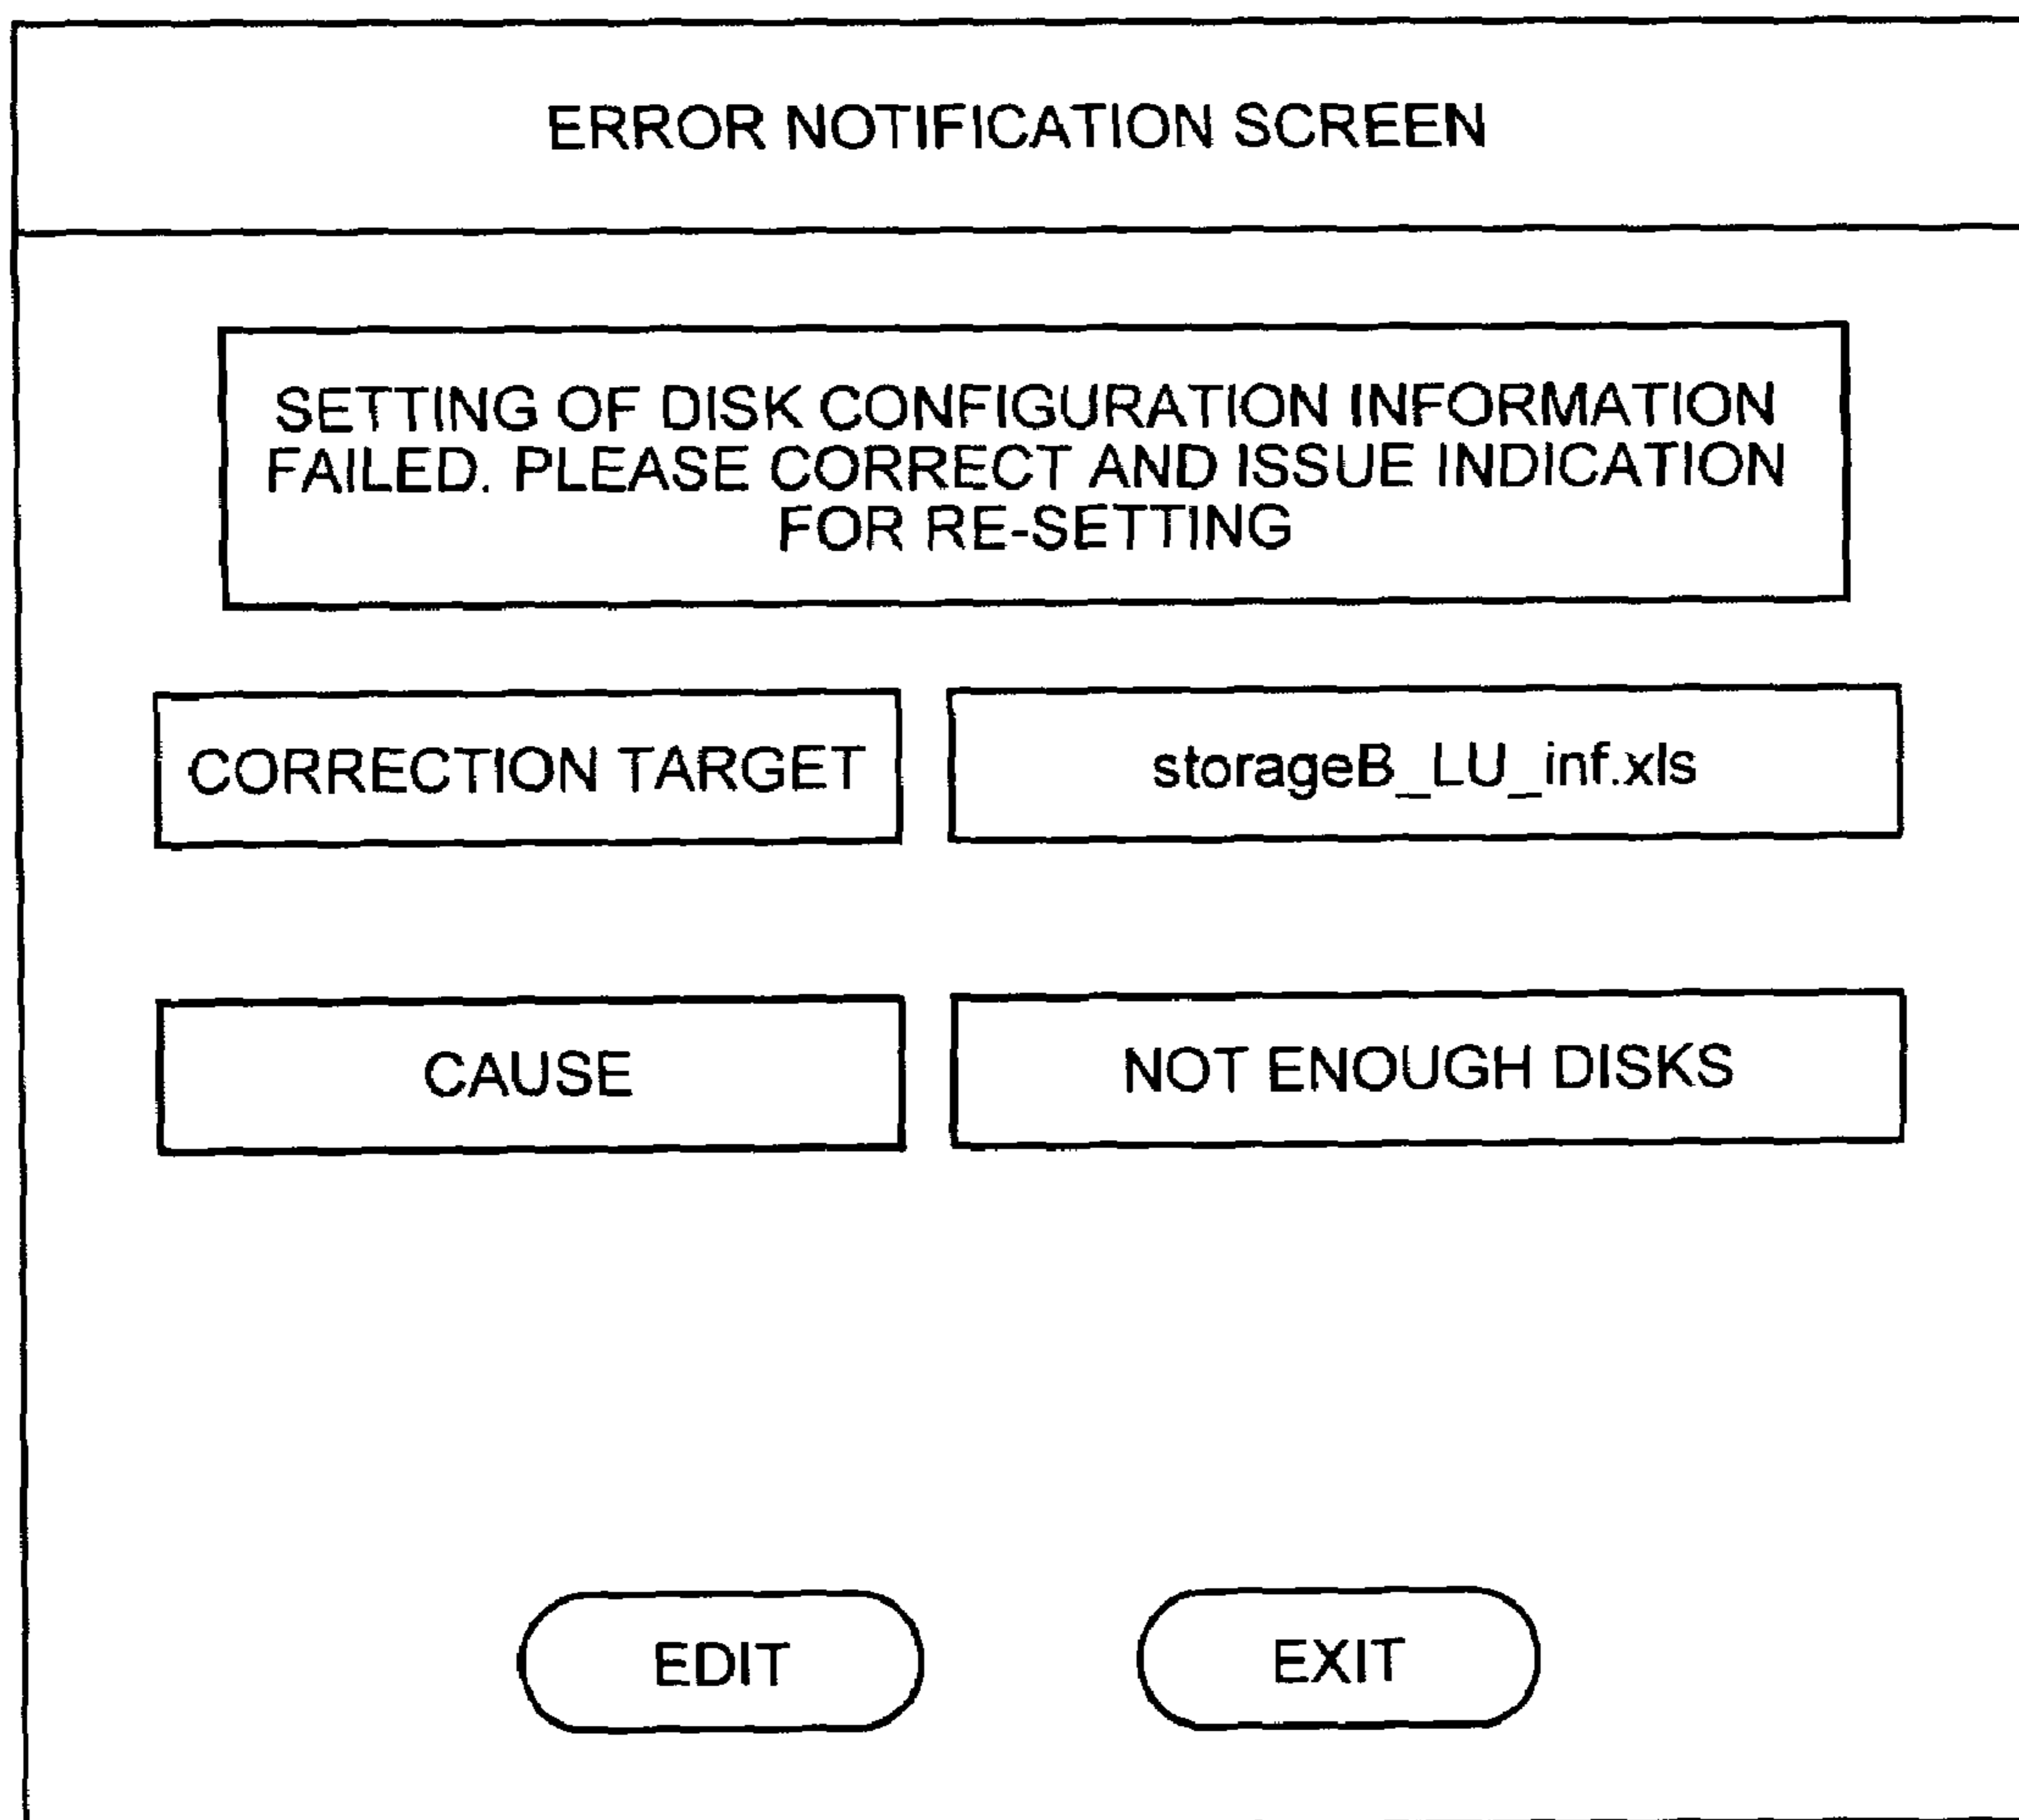 ERROR NOTIFICATION SCREEN
SETTING OF DISK CONFIGURATION INFORMATION
FAILED. PLEASE CORRECT AND ISSUE INDICATION
FOR RE-SETTING
CORRECTION TARGET
storageB_LU_inf.xls
CAUSE
NOT ENOUGH DISKS
EDIT
EXIT